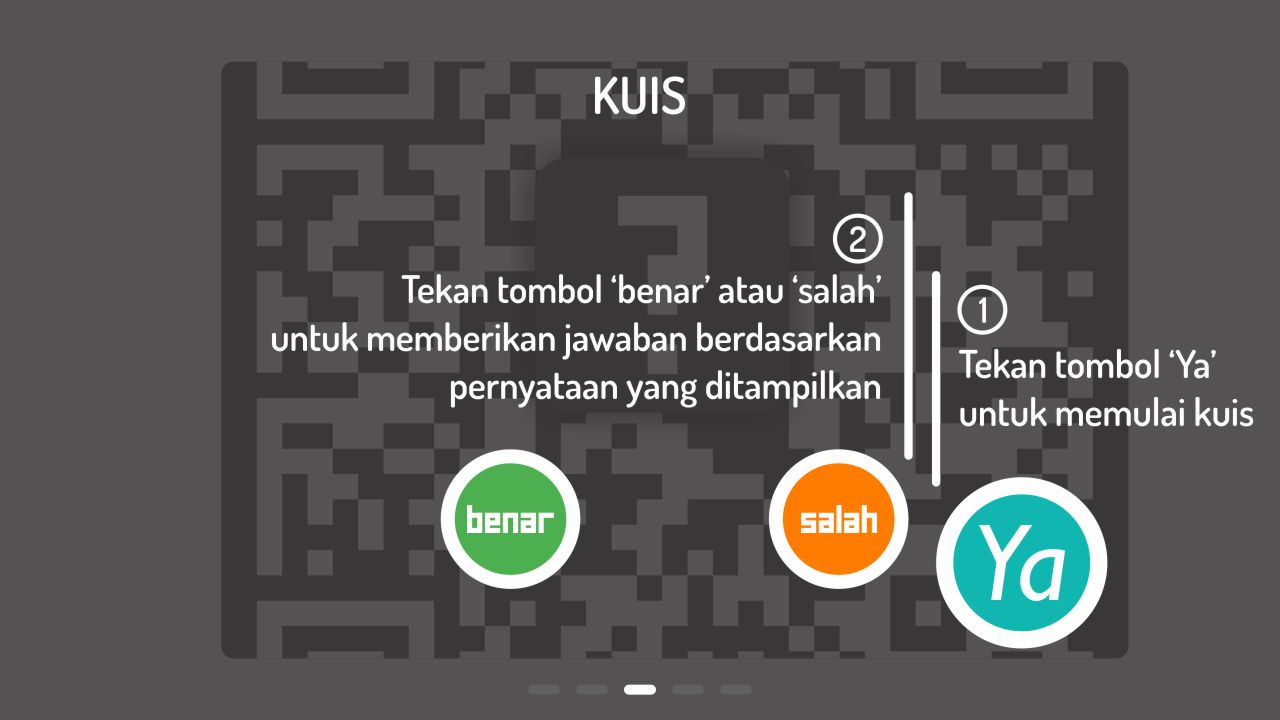 KUIS
2
Tekan tombol ‘benar’ atau ‘salah’
untuk memberikan jawaban berdasarkan
pernyataan yang ditampilkan
1
Tekan tombol ‘Ya’
untuk memulai kuis
benar
salah
Ya
?